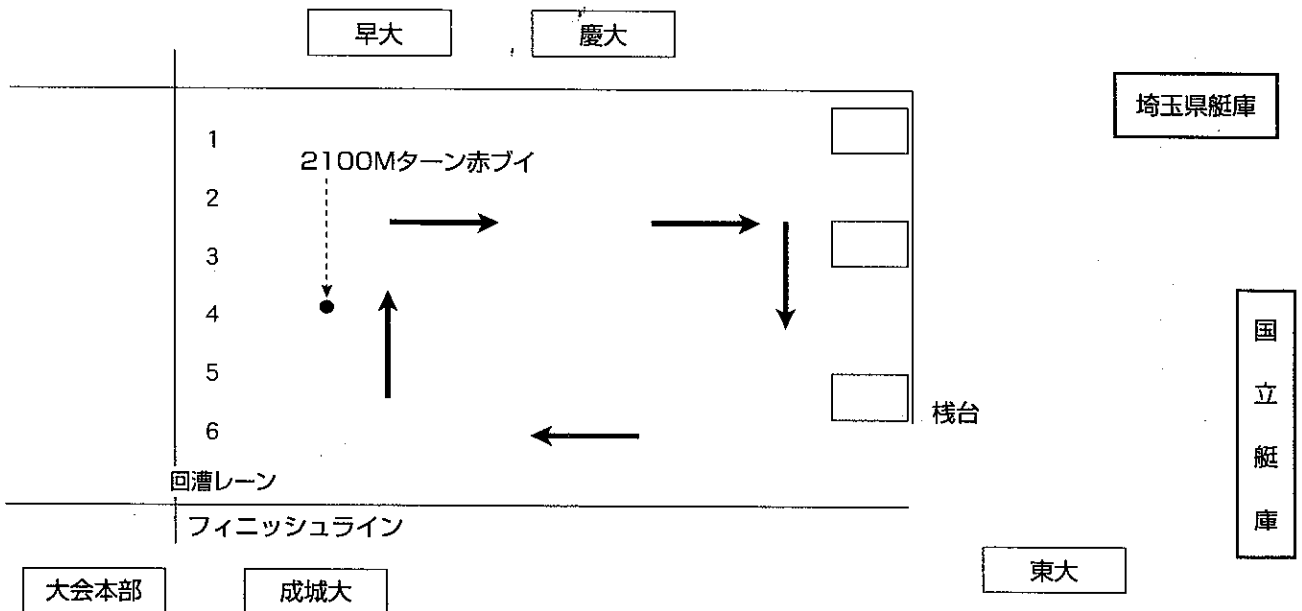 早大
慶大
埼玉県艇庫
1
2100Mターン赤ブイ
2
3
4
5
6
回漕レーン
フィニッシュライン
桟台
国立艇庫
大会本部
成城大
東大